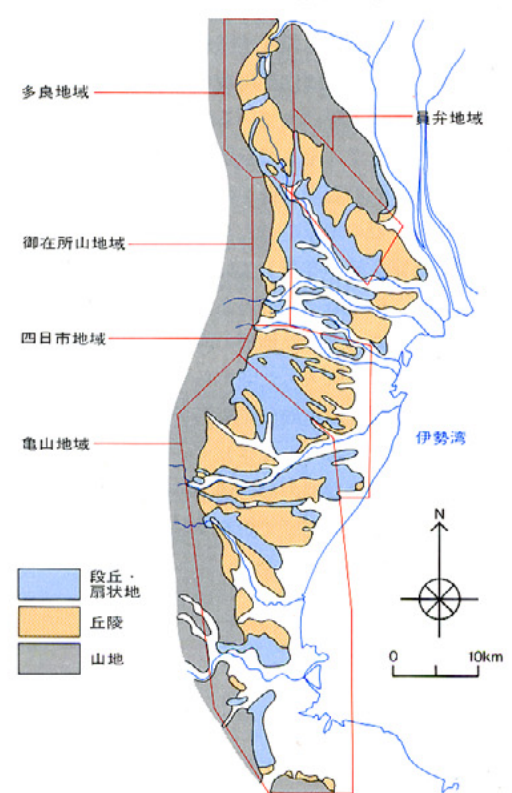 多良地域
員弁地域
御在所山地域
四日市地域
亀山地域
伊勢湾
N
段丘・
扇状地
丘陵
山地
0 10km